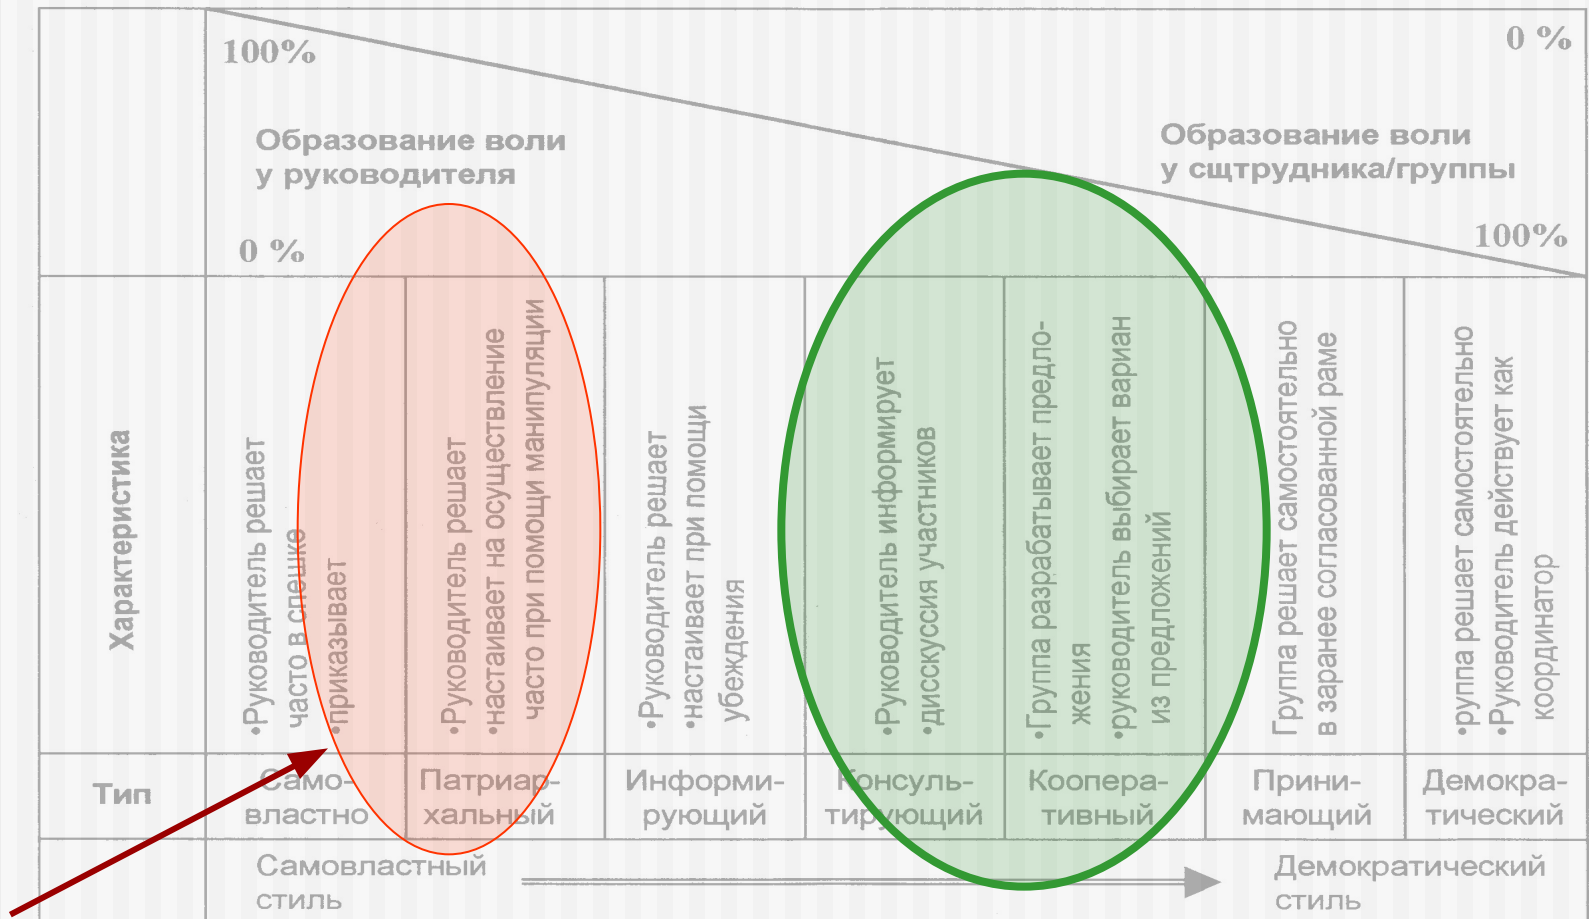 100%
0 %
Образование воли
у руководителя
Образование воли
у сщтрудника/группы
0 %
100%
Характеристика
•Руководитель решает
часто в спешке
•приказывает
•Руководитель решает
•настаивает на осуществление
часто при помощи манипуляции
•Руководитель решает
•настаивает при помощи
убеждения
•Руководитель информирует
•дисскуссия участников
•Группа разрабатывает предло-
жения
•руководитель выбирает вариан
из предложений
Группа решает самостоятельно
в заранее согласованной раме
•руппа решает самостоятельно
•Руководитель действует как
координатор
Тип
Само-
властно
Патриар-
хальный
Информи-
рующий
Консуль-
тирующий
Коопера-
тивный
Прини-
мающий
Демокра-
тический
Самовластный
стиль
Демократический
стиль